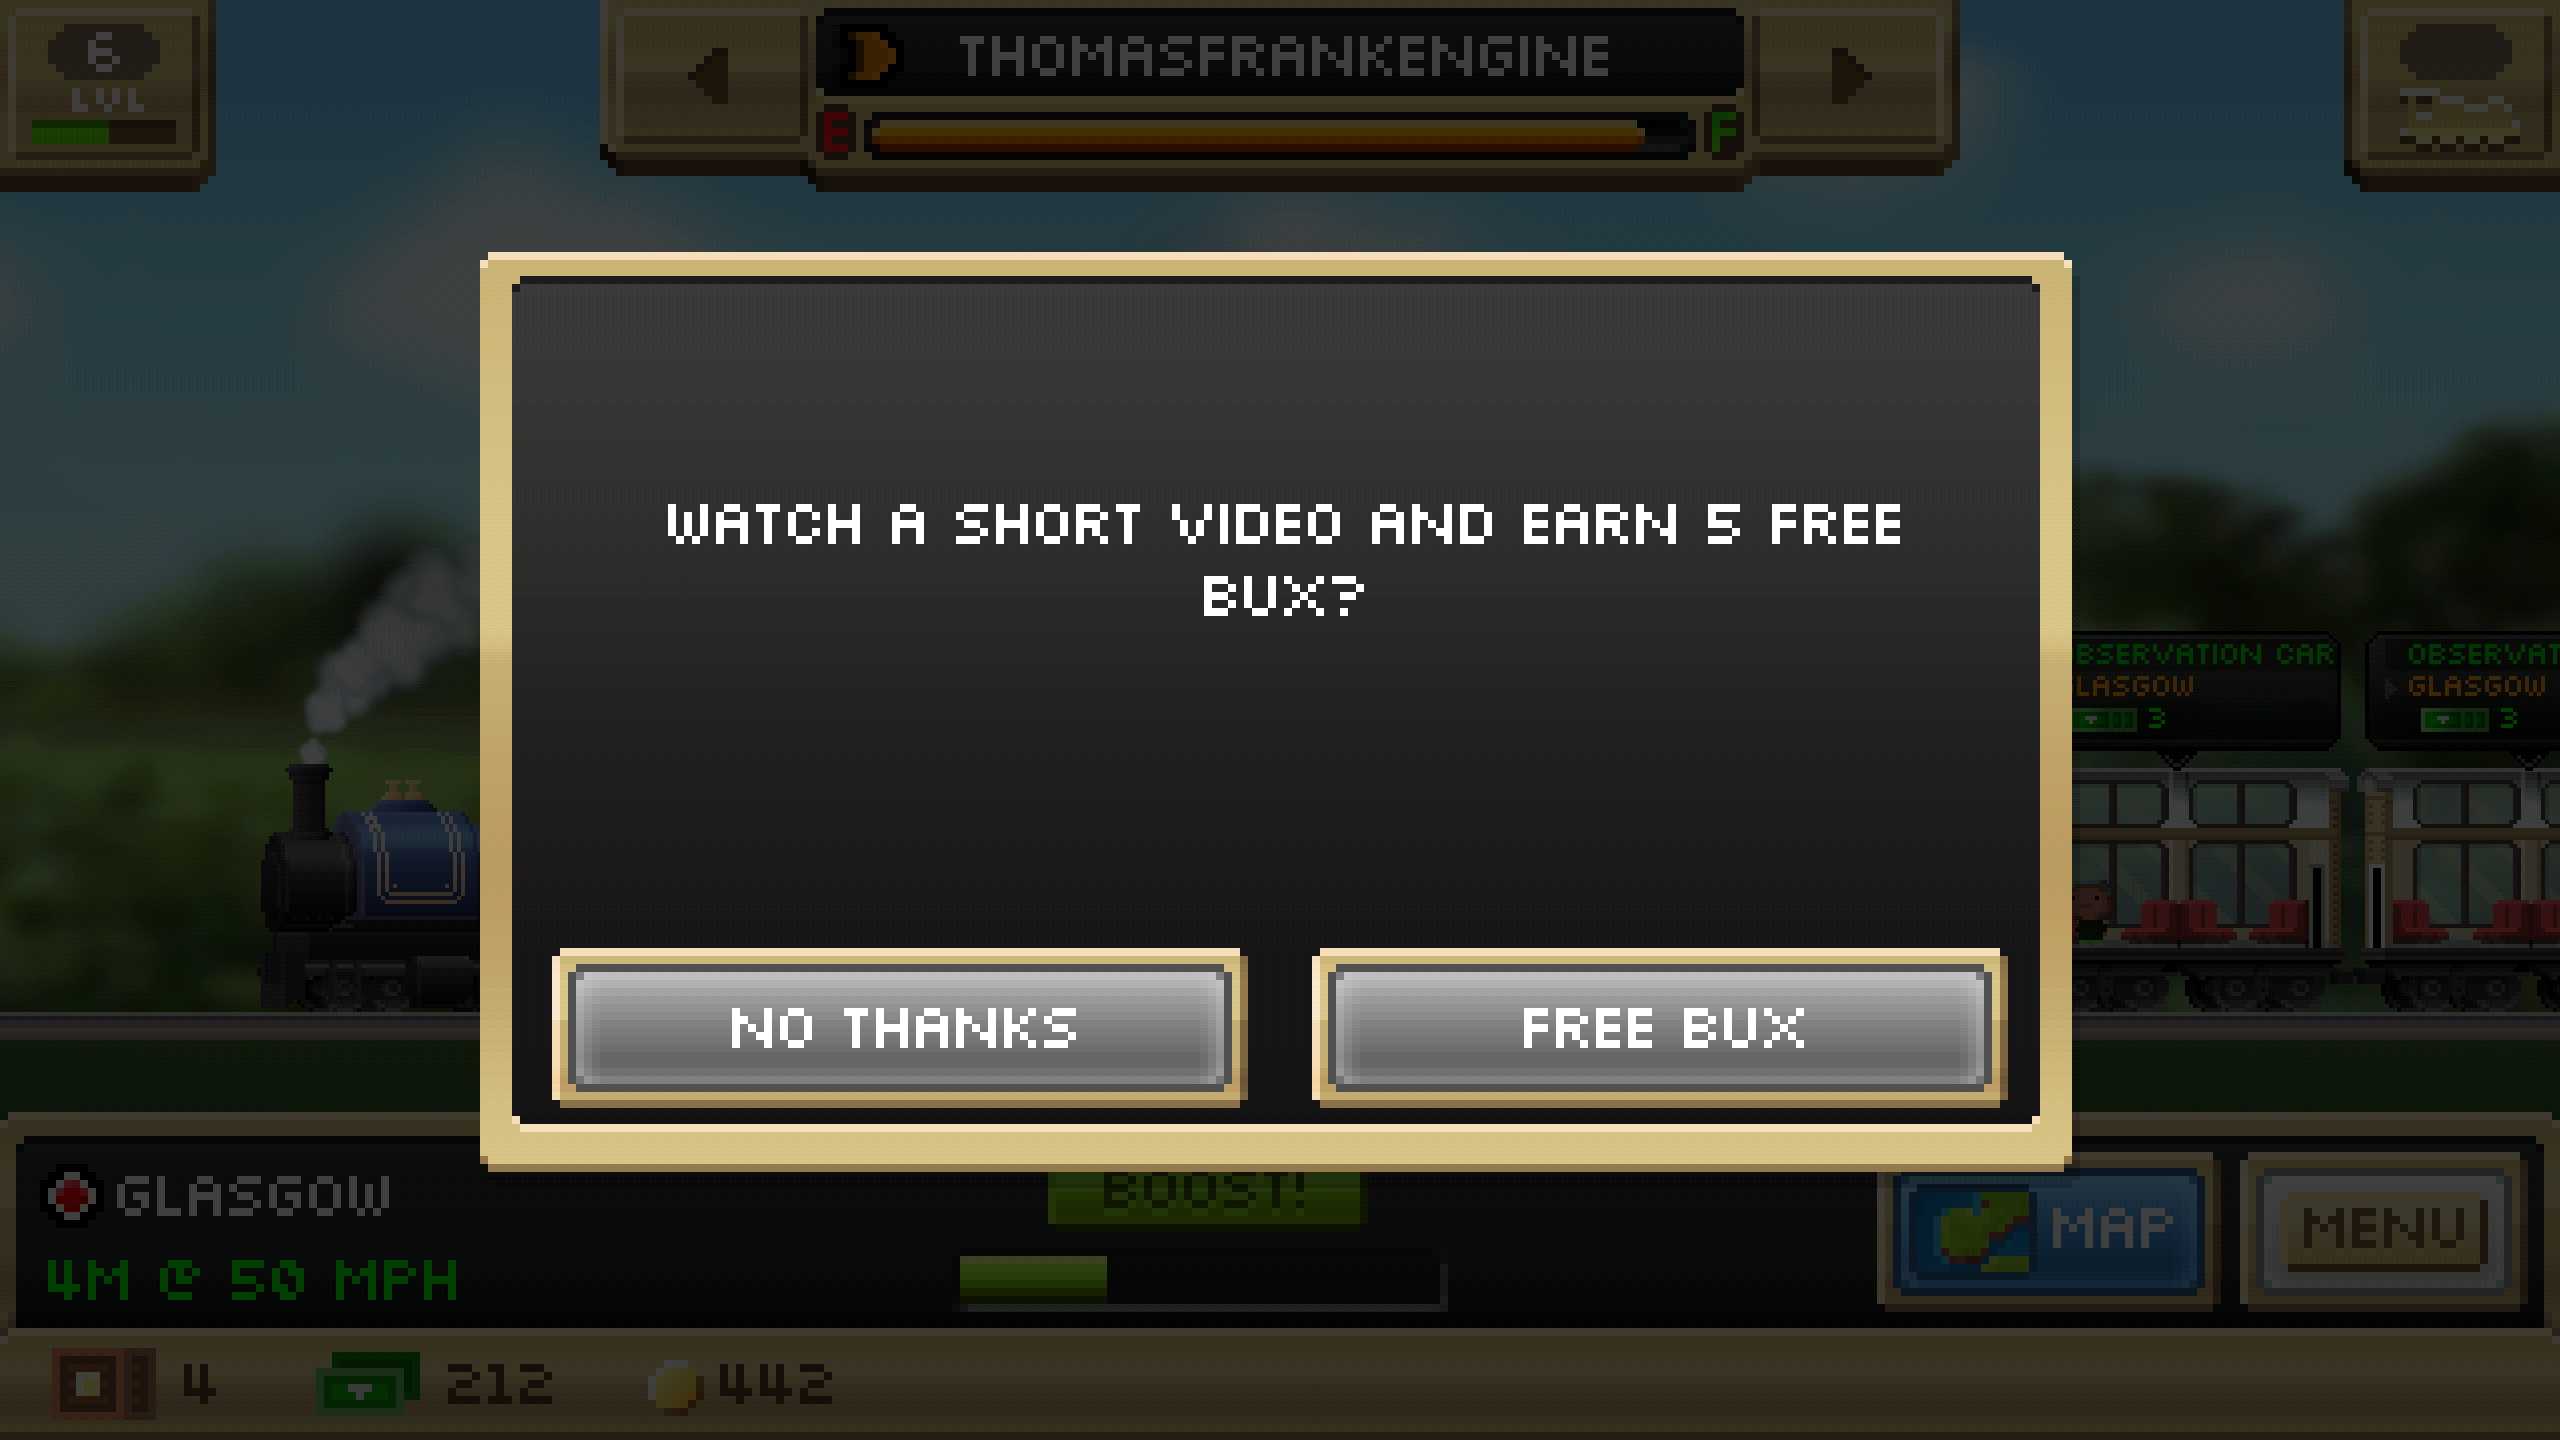 6
LVL
THOMASFRANKENGINE
E F
WATCH A SHORT VIDEO AND EARN 5 FREE
BUX?
BSERVATION CAR
LASGOW
3
OBSERVAT
GLASGOW
3
NO THANKS
FREE BUX
GLASGOW
4M @ 50 MPH
BOOST!
MAP
MENU
4
212
442